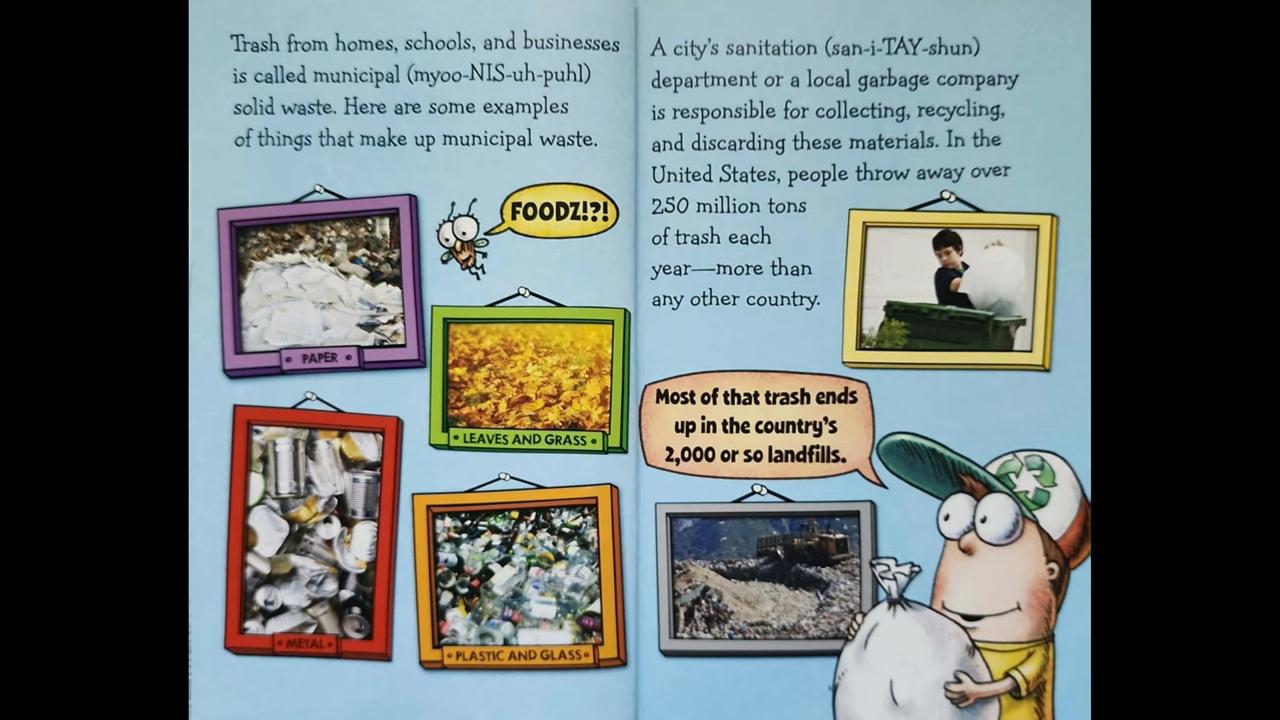 Trash from homes, schools, and businesses
is called municipal (myoo-NIS-uh-puhl)
solid waste. Here are some examples
of things that make up municipal waste.
FOODZ!?!
PAPER
LEAVES AND GRASS
METAL
PLASTIC AND GLASS
A city's sanitation (san-i-TAY-shun)
department or a local garbage company
is responsible for collecting, recycling,
and discarding these materials. In the
United States, people throw away over
250 million tons
of trash each
year—more than
any other country.
Most of that trash ends
up in the country's
2,000 or so landfills.